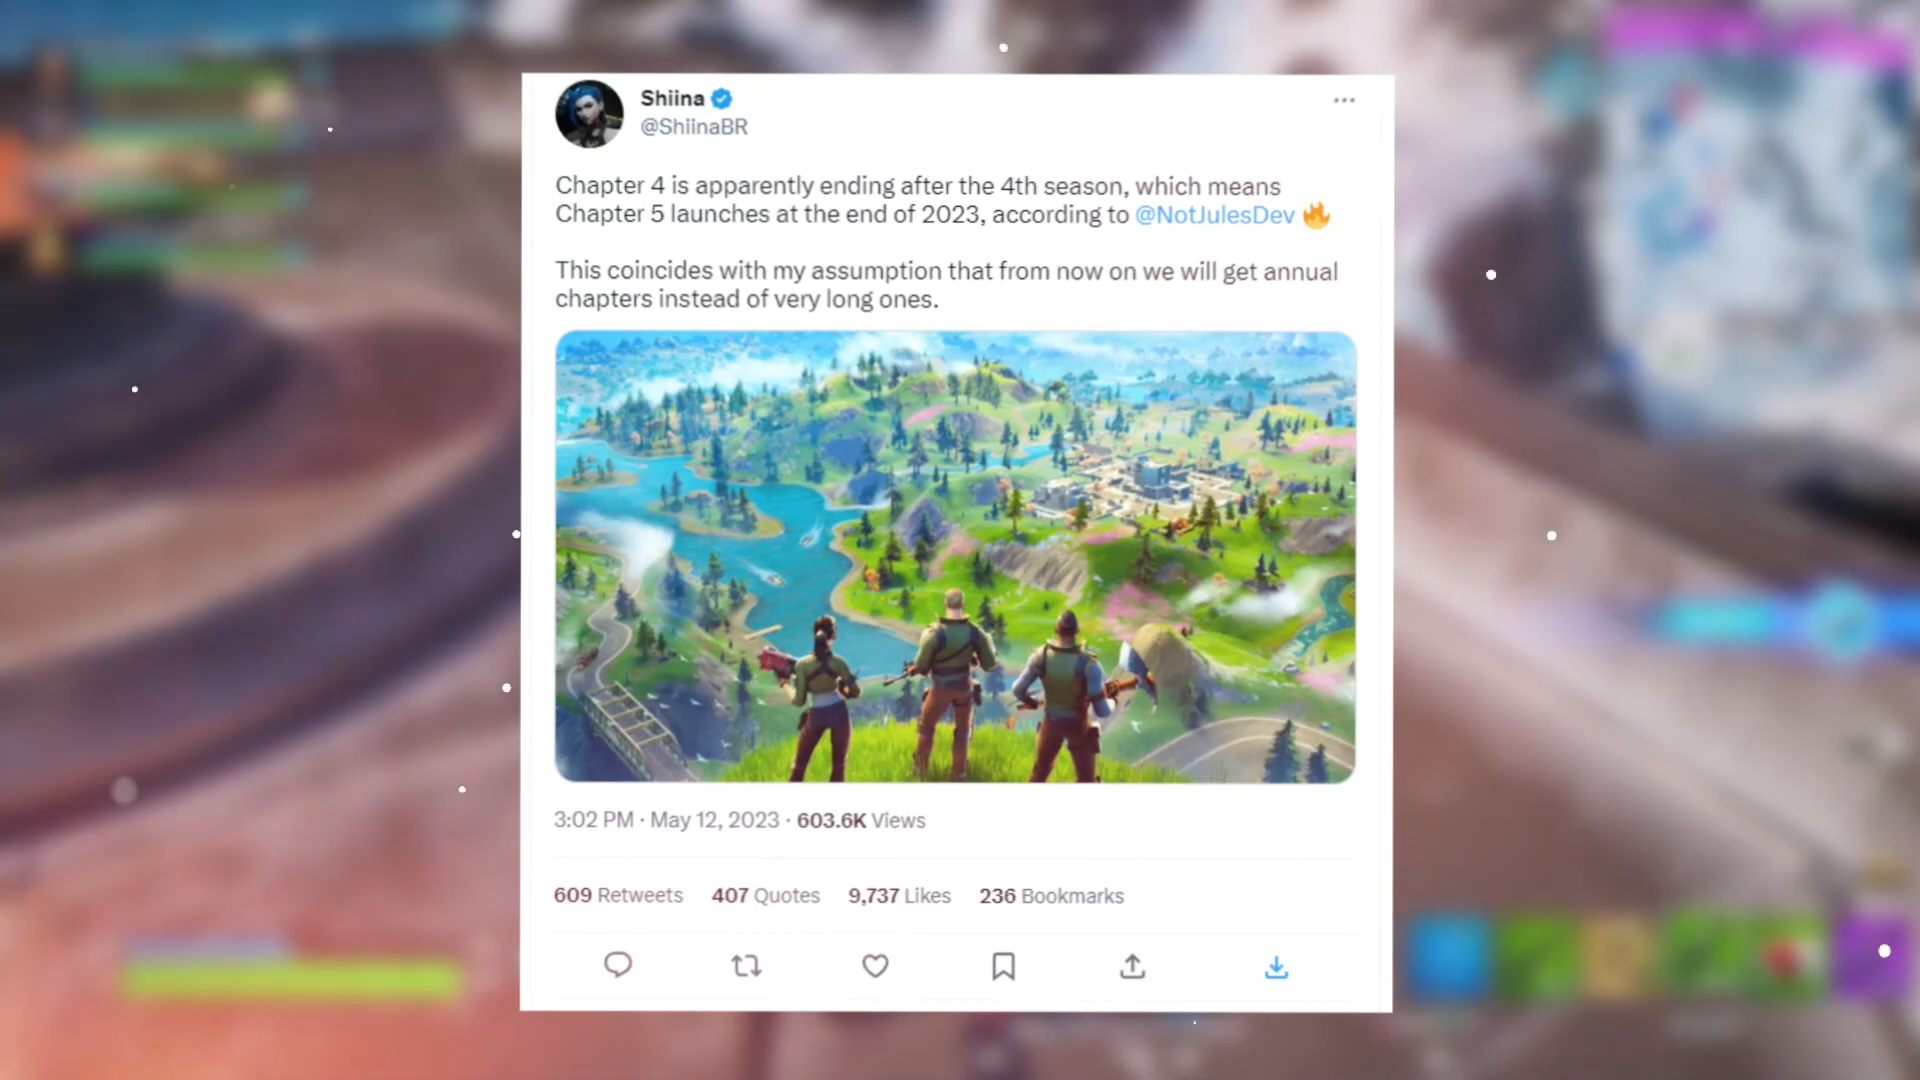 Shiina
@ShiinaBR
Chapter 4 is apparently ending after the 4th season, which means
Chapter 5 launches at the end of 2023, according to @NotJulesDev 🔥
This coincides with my assumption that from now on we will get annual
chapters instead of very long ones.
3:02 PM · May 12, 2023 · 603.6K Views
609 Retweets 407 Quotes 9,737 Likes 236 Bookmarks